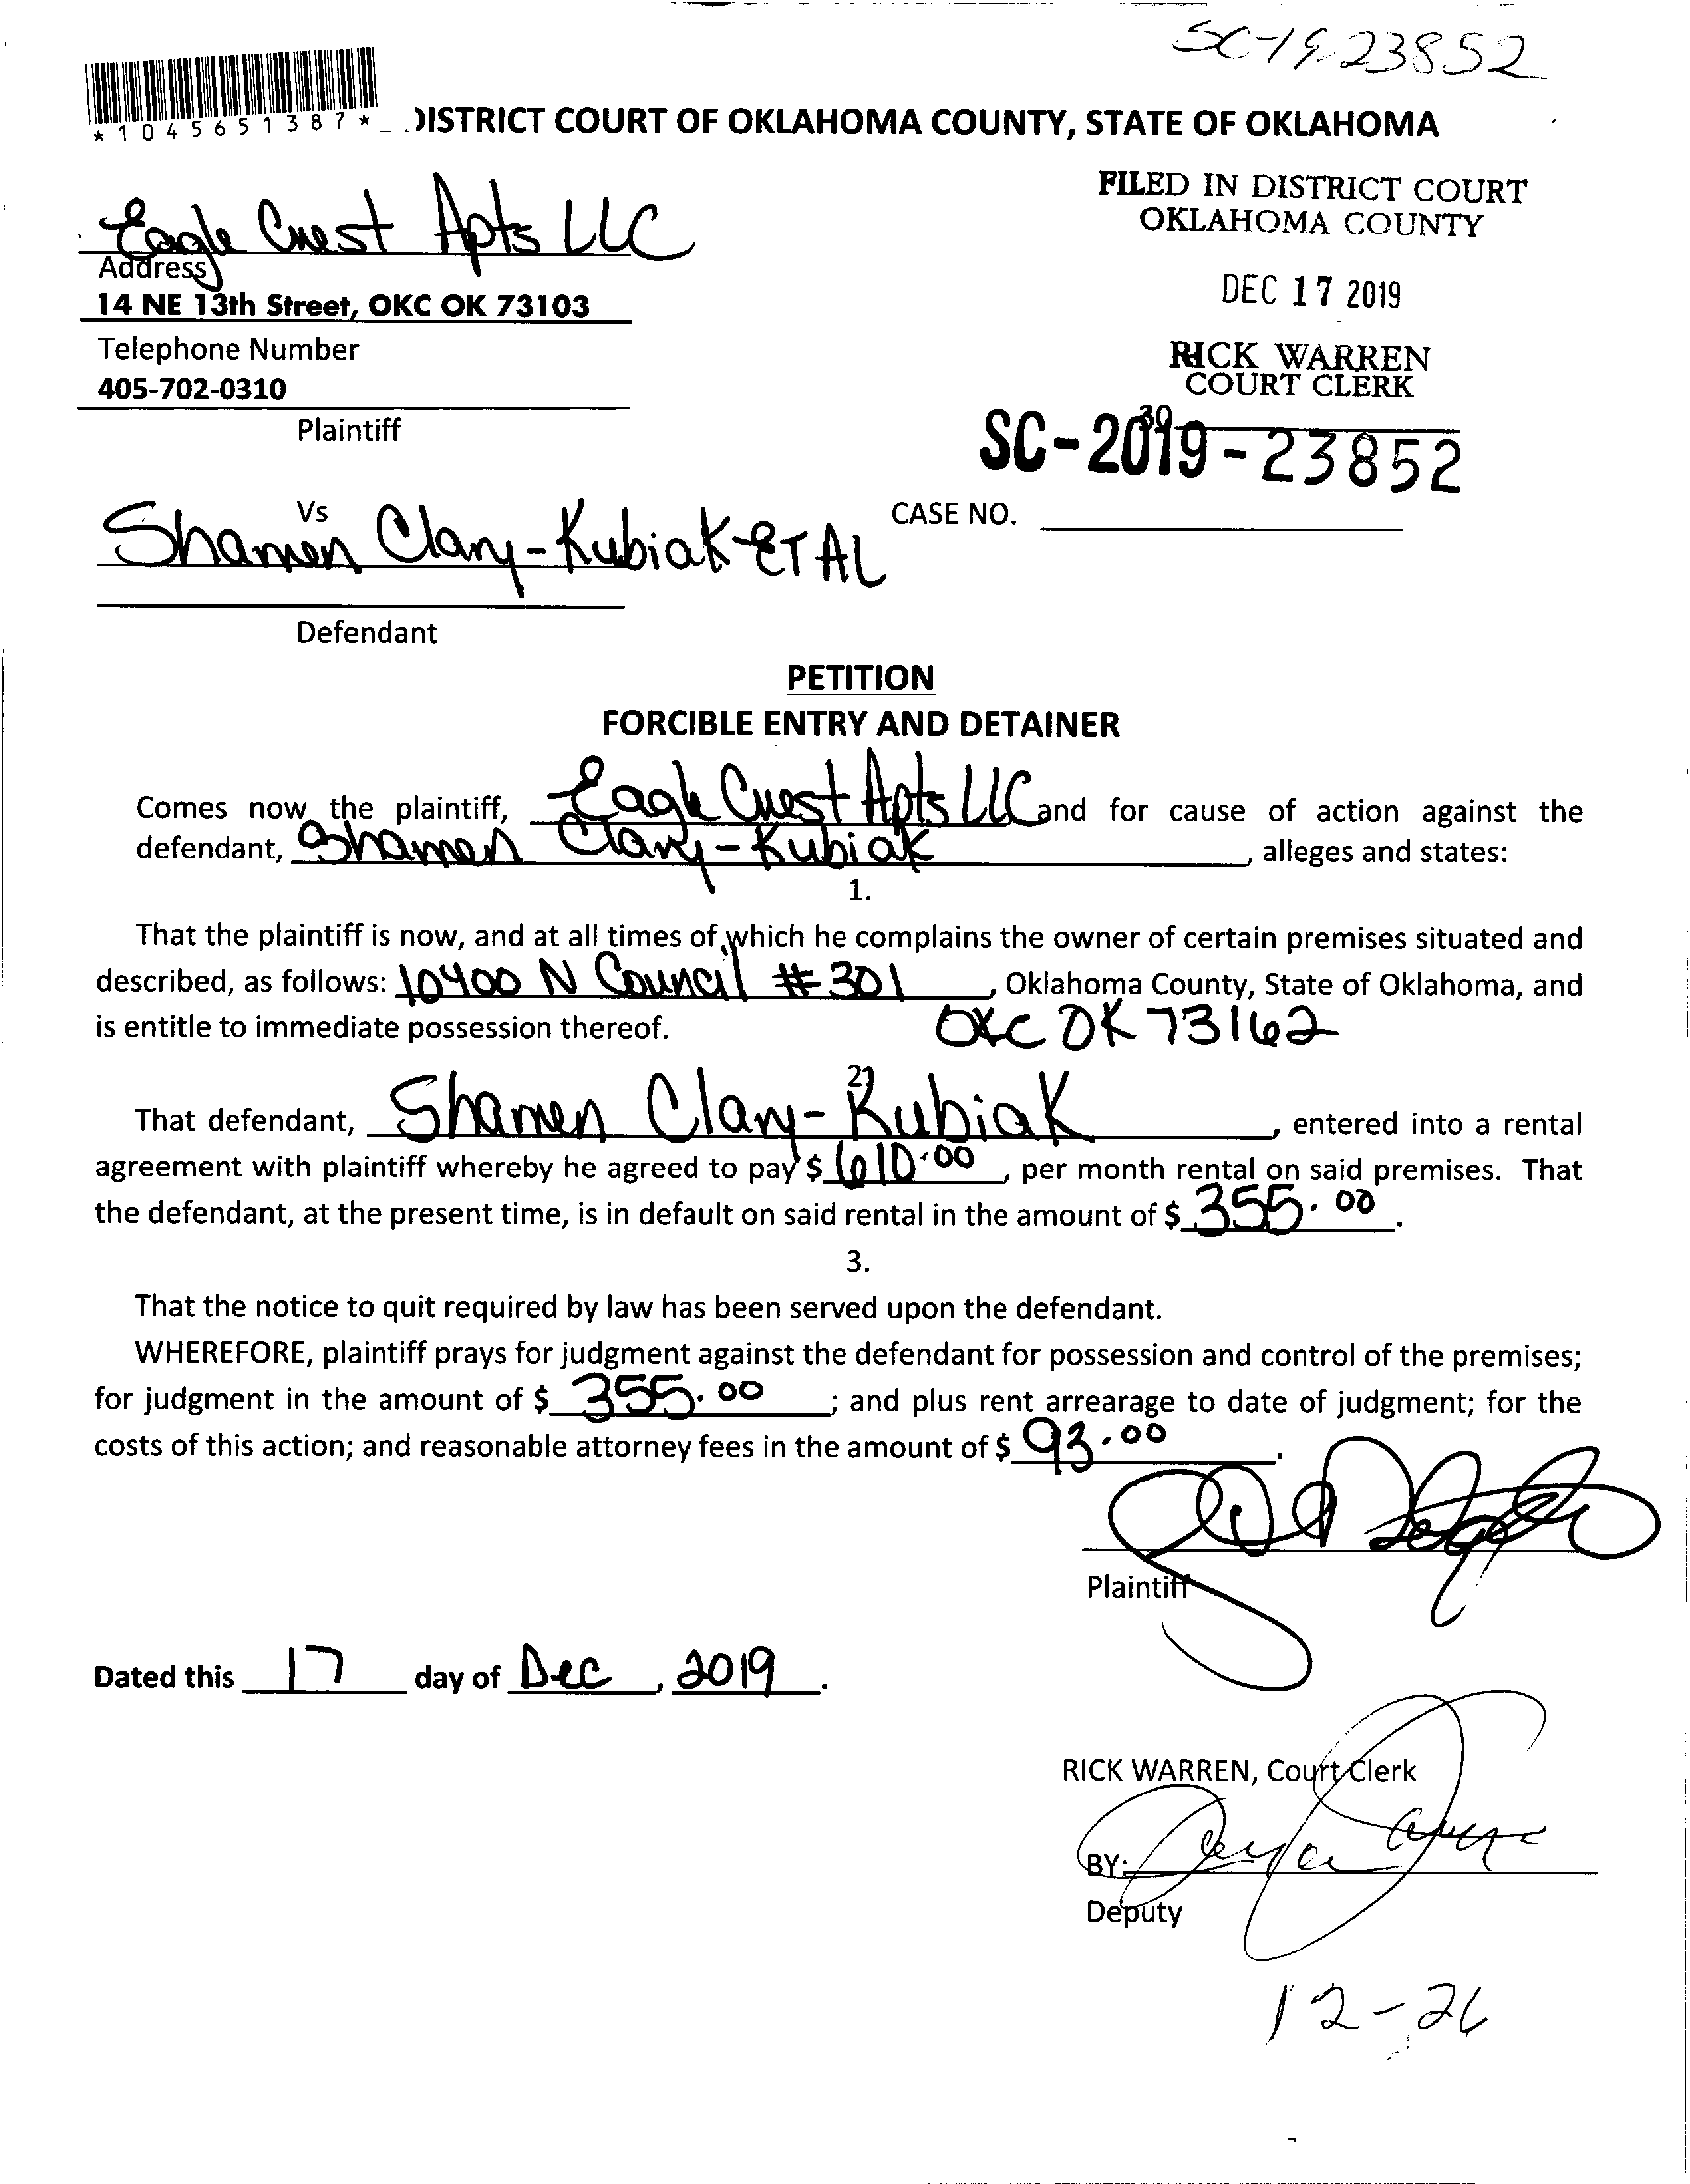 SC-19-23852
*1045651387*
DISTRICT COURT OF OKLAHOMA COUNTY, STATE OF OKLAHOMA
FILED IN DISTRICT COURT
OKLAHOMA COUNTY
Eagle Crest Apts LLC
Address
14 NE 13th Street, OKC OK 73103
DEC 17 2019
Telephone Number
405-702-0310
RICK WARREN
COURT CLERK
39
Plaintiff
SC-2019-23852
Vs
CASE NO.
Shamen Clary-Kubiak ET AL
Defendant
PETITION
FORCIBLE ENTRY AND DETAINER
Comes now the plaintiff, Eagle Crest Apts LLC and for cause of action against the
defendant, Shamen Clary-Kubiak, alleges and states:
1.
That the plaintiff is now, and at all times of which he complains the owner of certain premises situated and
described, as follows: 10400 N Council #301, Oklahoma County, State of Oklahoma, and
is entitle to immediate possession thereof. OKC OK 73162
2.
That defendant, Shamen Clary-Kubiak, entered into a rental
agreement with plaintiff whereby he agreed to pay $ 610.00, per month rental on said premises. That
the defendant, at the present time, is in default on said rental in the amount of $ 355.00.
3.
That the notice to quit required by law has been served upon the defendant.
WHEREFORE, plaintiff prays for judgment against the defendant for possession and control of the premises;
for judgment in the amount of $ 355.00; and plus rent arrearage to date of judgment; for the
costs of this action; and reasonable attorney fees in the amount of $ 93.00.
Plaintiff
Dated this 17 day of Dec, 2019.
RICK WARREN, Court Clerk
BY:
Deputy
12-26